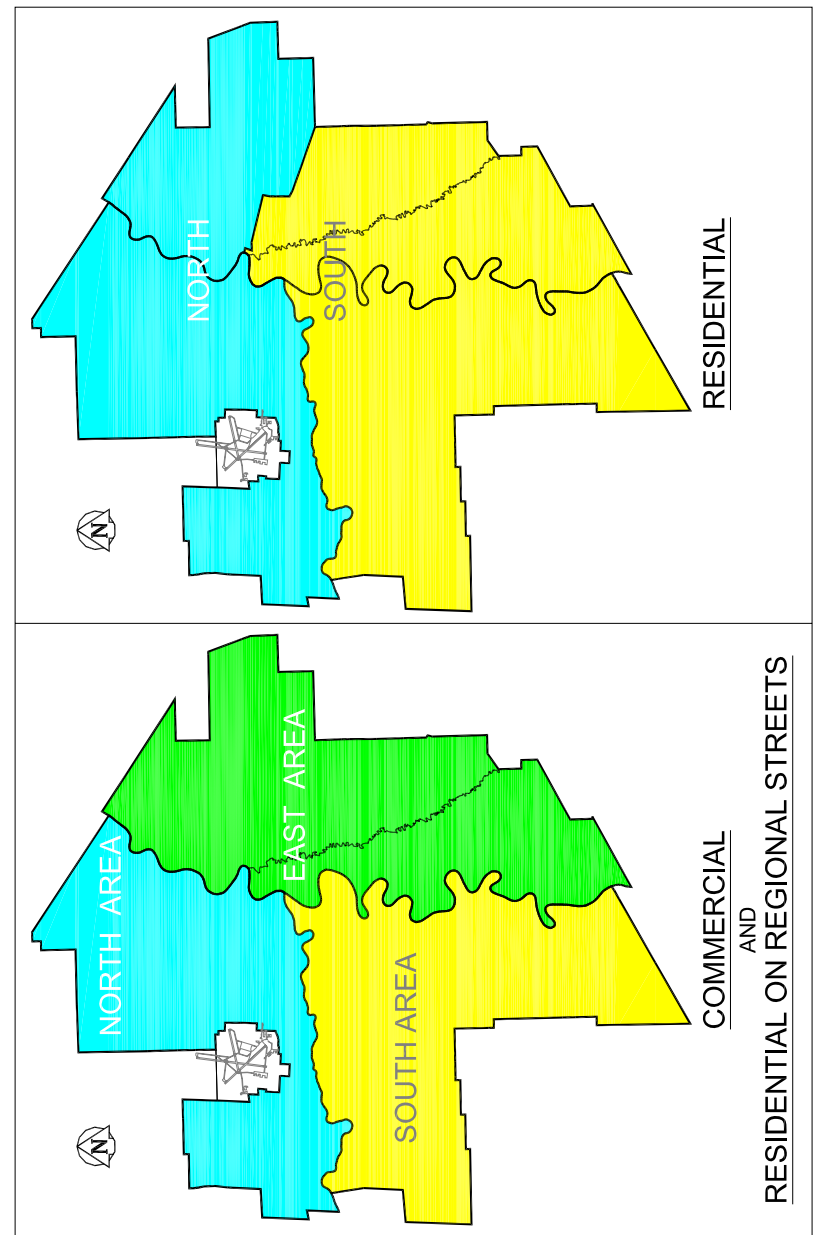 N
NORTH AREA
EAST AREA
SOUTH AREA
COMMERCIAL
AND
RESIDENTIAL ON REGIONAL STREETS
N
NORTH
SOUTH
RESIDENTIAL